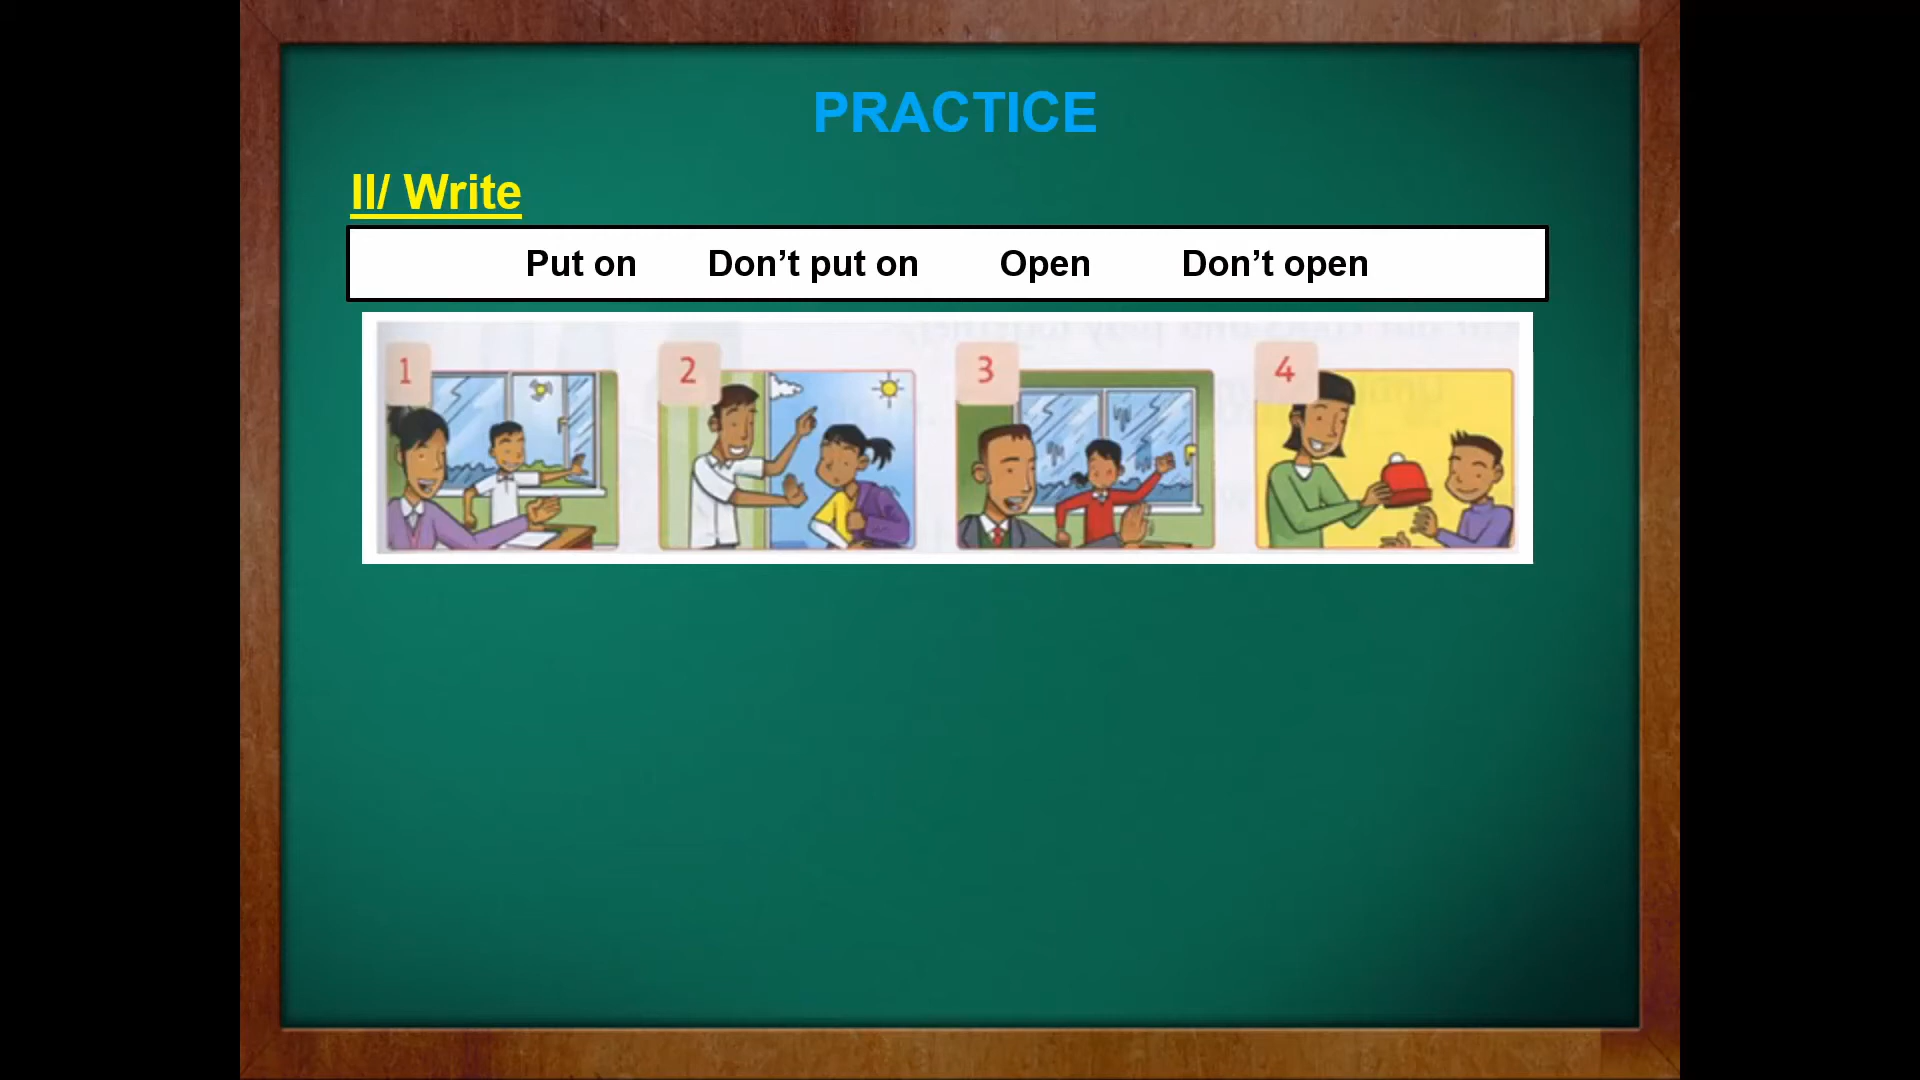 PRACTICE
II/ Write
Put on Don’t put on Open Don’t open
1 2 3 4